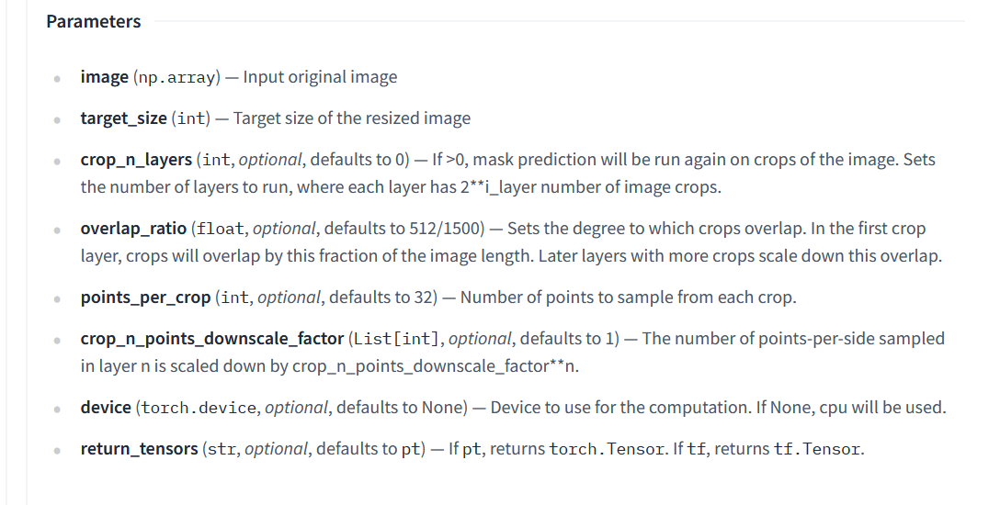 Parameters
image (np.array) — Input original image
target_size (int) — Target size of the resized image
crop_n_layers (int, optional, defaults to 0) — If >0, mask prediction will be run again on crops of the image. Sets
the number of layers to run, where each layer has 2**i_layer number of image crops.
overlap_ratio (float, optional, defaults to 512/1500) — Sets the degree to which crops overlap. In the first crop
layer, crops will overlap by this fraction of the image length. Later layers with more crops scale down this overlap.
points_per_crop (int, optional, defaults to 32) — Number of points to sample from each crop.
crop_n_points_downscale_factor (List[int], optional, defaults to 1) — The number of points-per-side sampled
in layer n is scaled down by crop_n_points_downscale_factor**n.
device (torch.device, optional, defaults to None) — Device to use for the computation. If None, cpu will be used.
return_tensors (str, optional, defaults to pt) — If pt, returns torch.Tensor. If tf, returns tf.Tensor.